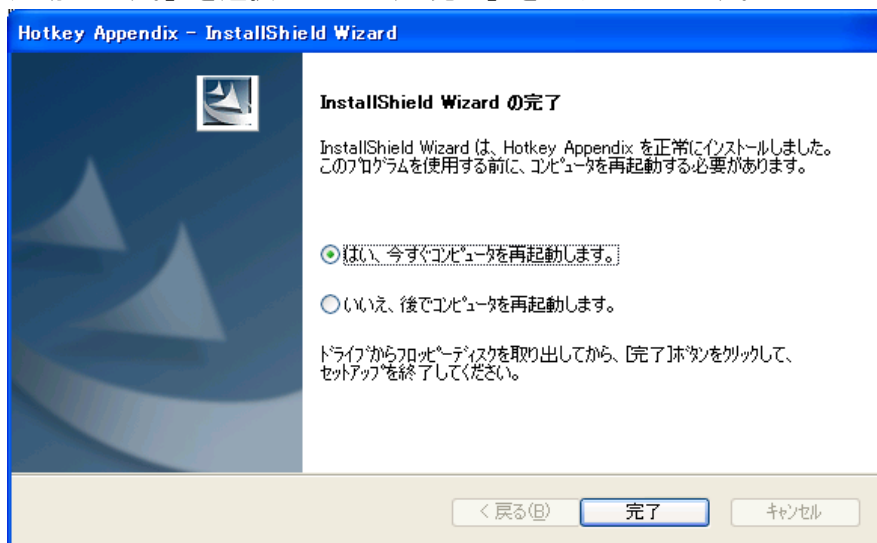 Hotkey Appendix - InstallShield Wizard
InstallShield Wizard の完了
InstallShield Wizard は、Hotkey Appendix を正常にインストールしました。
このプログラムを使用する前に、コンピュータを再起動する必要があります。
はい、今すぐコンピュータを再起動します。
いいえ、後でコンピュータを再起動します。
ドライブからフロッピーディスクを取り出してから、[完了]ボタンをクリックして、
セットアップを終了してください。
< 戻る(B) 完了 キャンセル